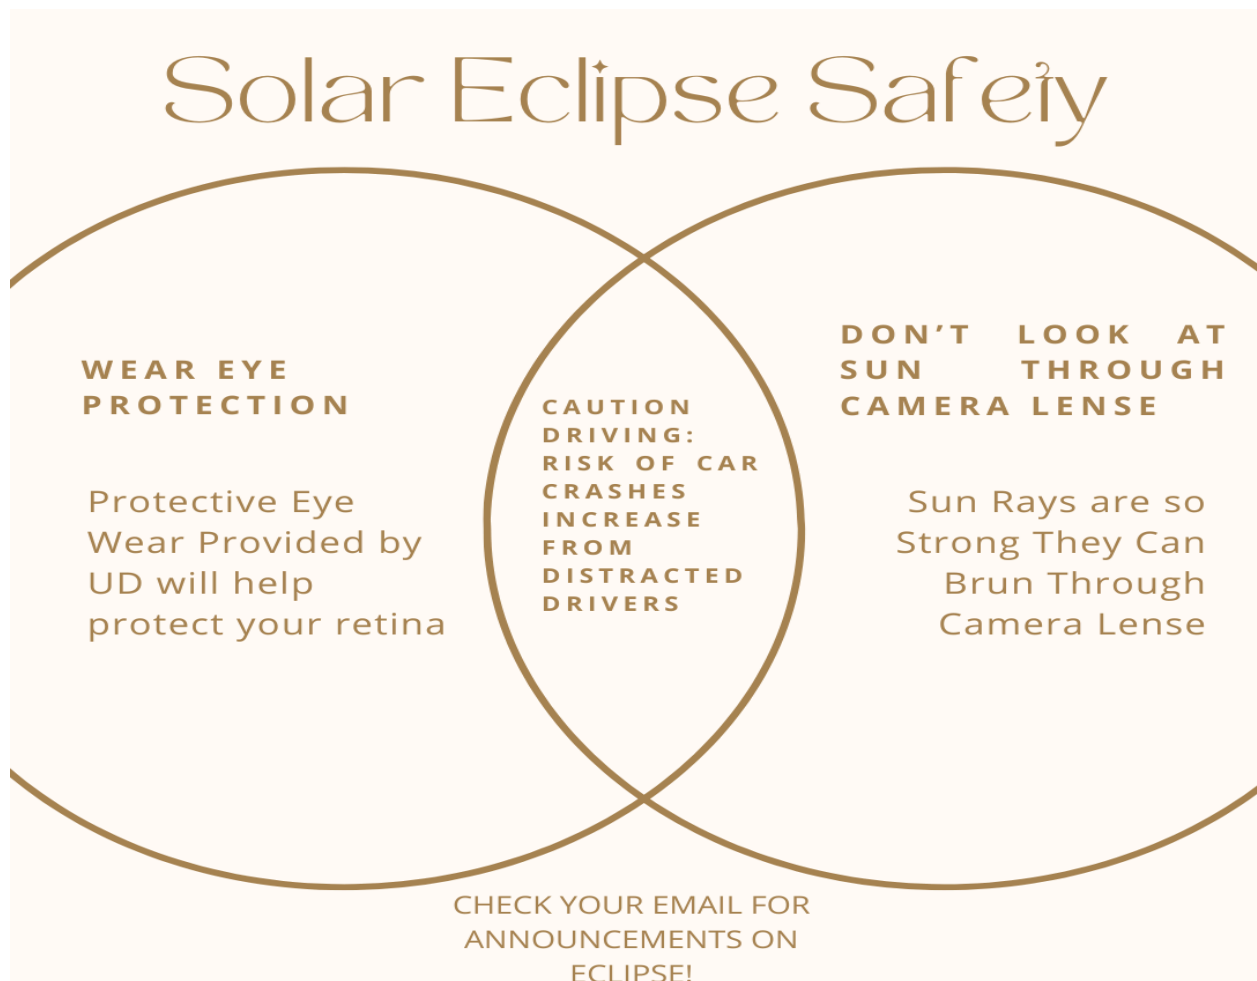 Solar Eclipse Safety
WEAR EYE
PROTECTION
Protective Eye
Wear Provided by
UD will help
protect your retina
CAUTION
DRIVING:
RISK OF CAR
CRASHES
INCREASE
FROM
DISTRACTED
DRIVERS
DON’T LOOK AT
SUN THROUGH
CAMERA LENSE
Sun Rays are so
Strong They Can
Brun Through
Camera Lense
CHECK YOUR EMAIL FOR
ANNOUNCEMENTS ON
ECLIPSE!